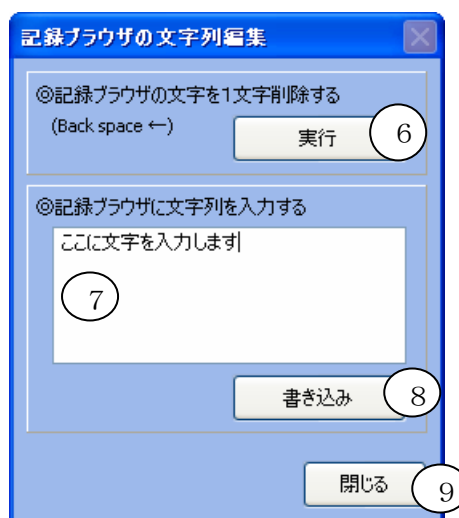 記録ブラウザの文字列編集
◎記録ブラウザの文字を1文字削除する
(Back space ←)
実行
6
◎記録ブラウザに文字列を入力する
ここに文字を入力します
7
書き込み
8
閉じる
9